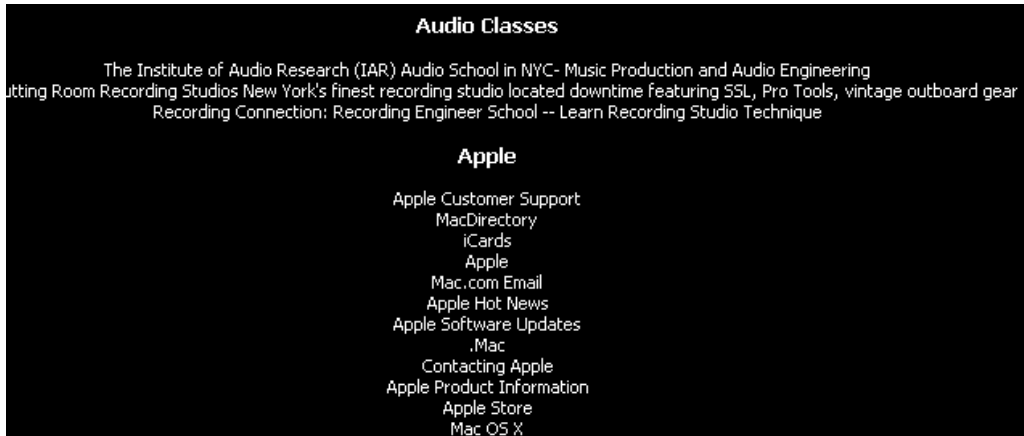 Audio Classes
The Institute of Audio Research (IAR) Audio School in NYC- Music Production and Audio Engineering
utting Room Recording Studios New York's finest recording studio located downtime featuring SSL, Pro Tools, vintage outboard gear
Recording Connection: Recording Engineer School -- Learn Recording Studio Technique
Apple
Apple Customer Support
MacDirectory
iCards
Apple
Mac.com Email
Apple Hot News
Apple Software Updates
.Mac
Contacting Apple
Apple Product Information
Apple Store
Mac OS X